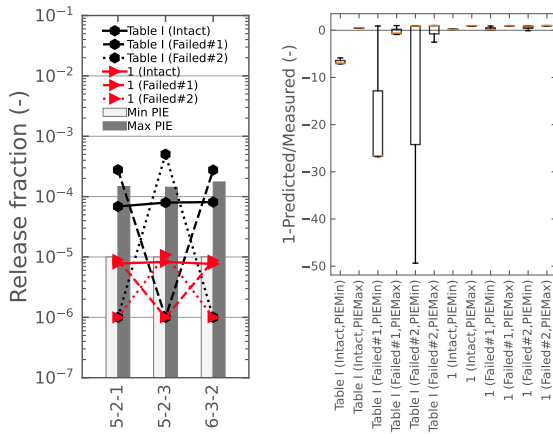 Release fraction (-)
10⁻¹
10⁻²
10⁻³
10⁻⁴
10⁻⁵
10⁻⁶
10⁻⁷
Table I (Intact)
Table I (Failed#1)
Table I (Failed#2)
1 (Intact)
1 (Failed#1)
1 (Failed#2)
Min PIE
Max PIE
5-2-1
5-2-3
6-3-2
1-Predicted/Measured (-)
0
−10
−20
−30
−40
−50
Table I (Intact,PIEMin)
Table I (Intact,PIEMax)
Table I (Failed#1,PIEMin)
Table I (Failed#1,PIEMax)
Table I (Failed#2,PIEMin)
Table I (Failed#2,PIEMax)
1 (Intact,PIEMin)
1 (Intact,PIEMax)
1 (Failed#1,PIEMin)
1 (Failed#1,PIEMax)
1 (Failed#2,PIEMin)
1 (Failed#2,PIEMax)